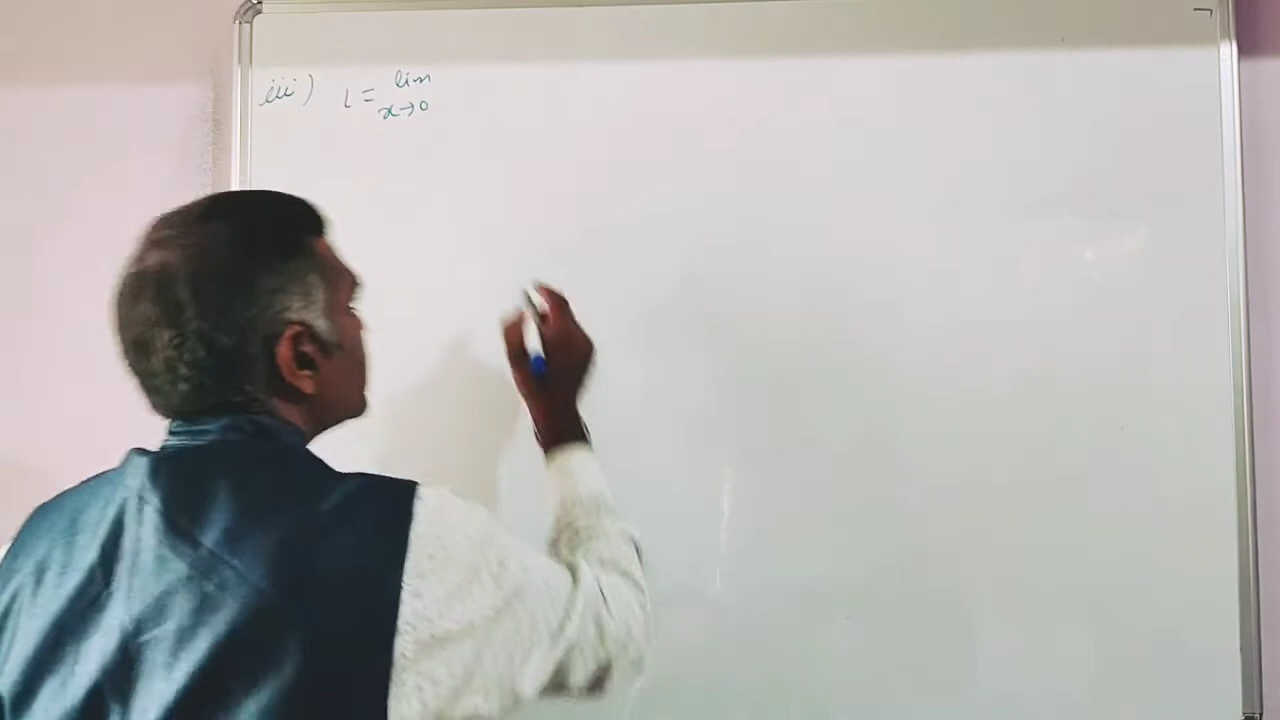 iii) L = lim
x→0